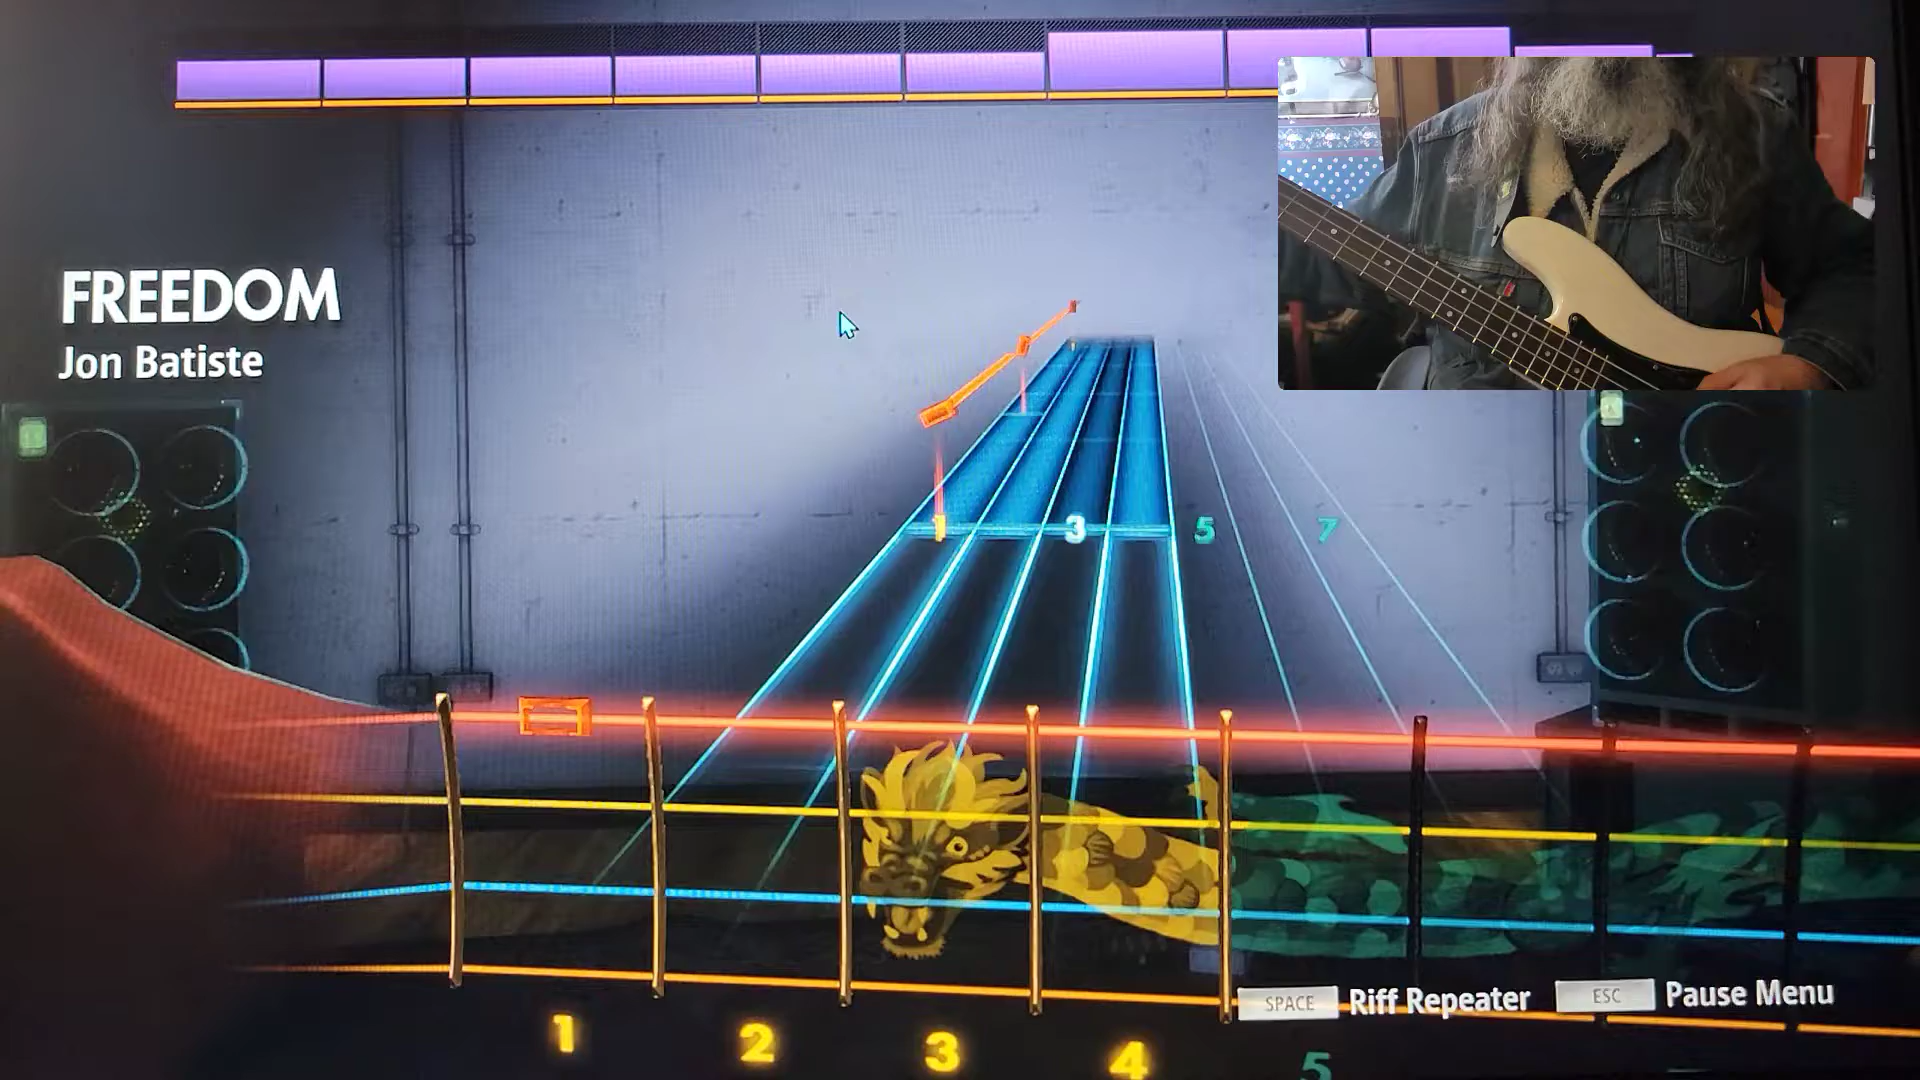 FREEDOM
Jon Batiste
1 3 5 7
SPACE Riff Repeater ESC Pause Menu
1 2 3 4 5